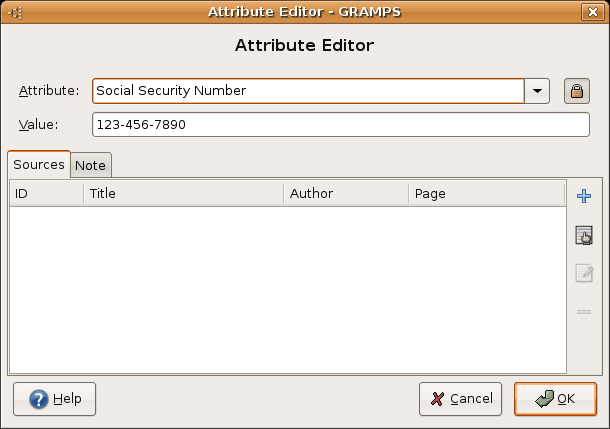 Attribute Editor - GRAMPS
Attribute Editor
Attribute: Social Security Number
Value: 123-456-7890
Sources Note
ID Title Author Page
Help Cancel OK